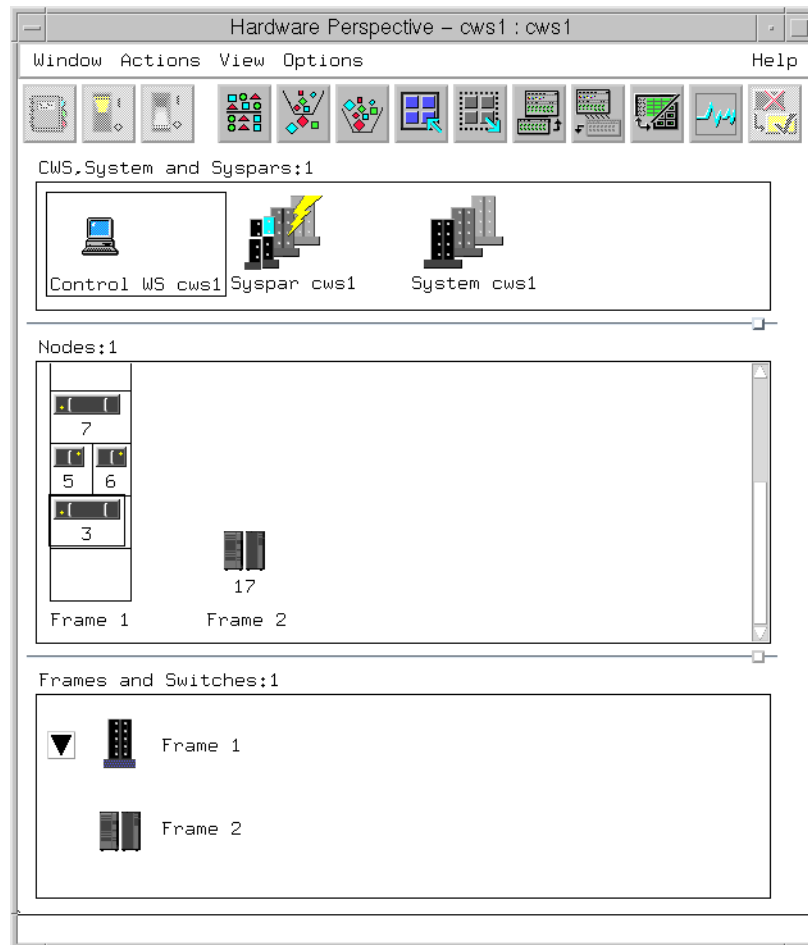 Hardware Perspective – cws1 : cws1
Window Actions View Options Help
CWS,System and Syspars:1
Control WS cws1 Syspar cws1 System cws1
Nodes:1
7
5 6
3
17
Frame 1 Frame 2
Frames and Switches:1
Frame 1
Frame 2